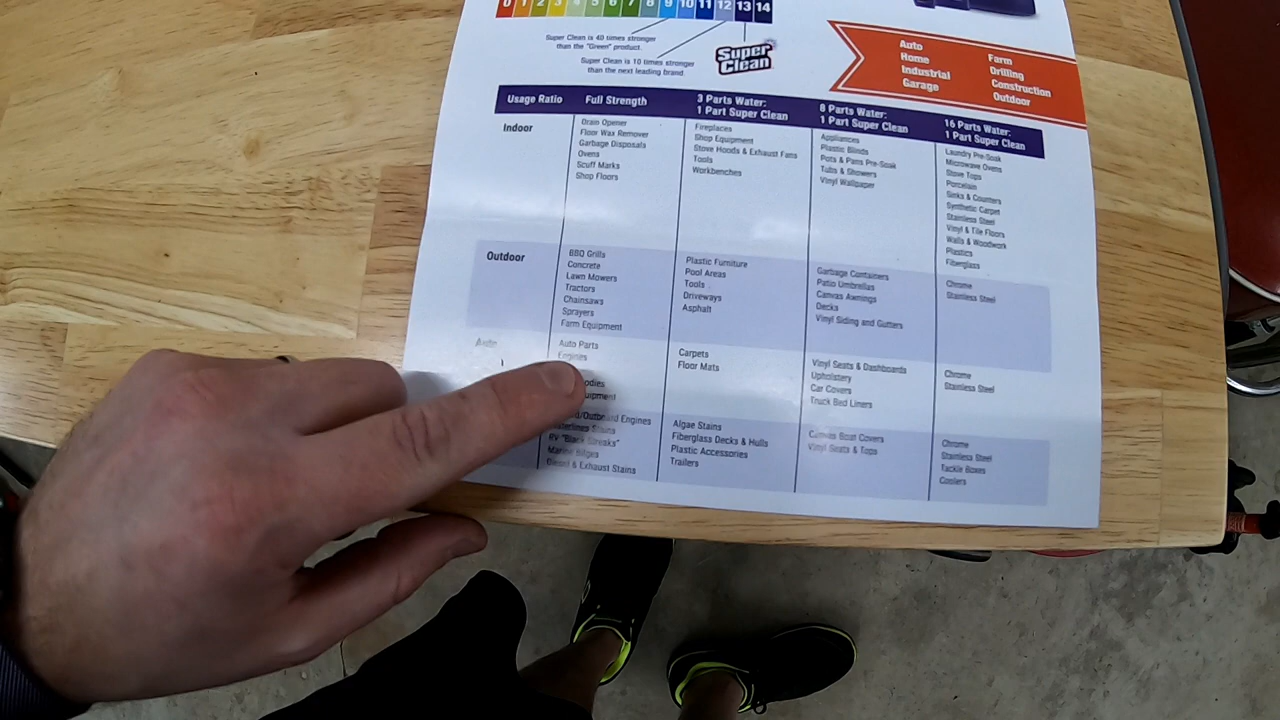 0 1 2 3 4 5 6 7 8 9 10 11 12 13 14
Super Clean is 40 times stronger
than the "Green" product.
Super Clean is 10 times stronger
than the next leading brand.
Super
Clean
Auto
Home
Industrial
Garage
Farm
Drilling
Construction
Outdoor
Usage Ratio
Full Strength
3 Parts Water:
1 Part Super Clean
8 Parts Water:
1 Part Super Clean
16 Parts Water:
1 Part Super Clean
Indoor
Drain Opener
Floor Wax Remover
Garbage Disposals
Ovens
Scuff Marks
Shop Floors
Fireplaces
Shop Equipment
Stove Hoods & Exhaust Fans
Tools
Workbenches
Appliances
Plastic Blinds
Pots & Pans Pre-Soak
Tubs & Showers
Vinyl Wallpaper
Laundry Pre-Soak
Microwave Ovens
Stove Tops
Porcelain
Sinks & Counters
Synthetic Carpet
Stainless Steel
Vinyl & Tile Floors
Walls & Woodwork
Plastics
Fiberglass
Outdoor
BBQ Grills
Concrete
Lawn Mowers
Tractors
Chainsaws
Sprayers
Farm Equipment
Plastic Furniture
Pool Areas
Tools
Driveways
Asphalt
Garbage Containers
Patio Umbrellas
Canvas Awnings
Decks
Vinyl Siding and Gutters
Chrome
Stainless Steel
Auto
Auto Parts
Engines
odies
uipment
Carpets
Floor Mats
Vinyl Seats & Dashboards
Upholstery
Car Covers
Truck Bed Liners
Chrome
Stainless Steel
d/Outboard Engines
aterlines Stains
RV "Black Streaks"
Marine Bilges
Diesel & Exhaust Stains
Algae Stains
Fiberglass Decks & Hulls
Plastic Accessories
Trailers
Canvas Boat Covers
Vinyl Seats & Tops
Chrome
Stainless Steel
Tackle Boxes
Coolers